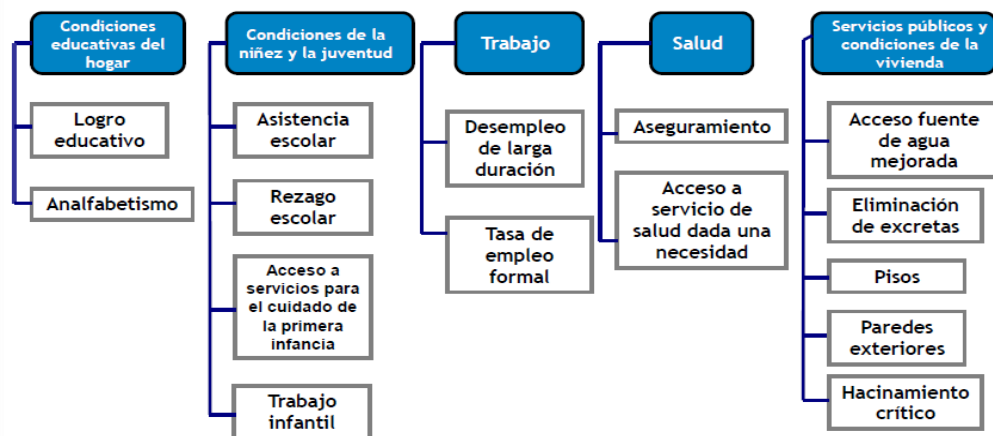 Condiciones
educativas del
hogar
Logro
educativo
Analfabetismo
Condiciones de la
niñez y la juventud
Asistencia
escolar
Rezago
escolar
Acceso a
servicios para
el cuidado de
la primera
infancia
Trabajo
infantil
Trabajo
Desempleo
de larga
duración
Tasa de
empleo
formal
Salud
Aseguramiento
Acceso a
servicio de
salud dada una
necesidad
Servicios públicos y
condiciones de la
vivienda
Acceso fuente
de agua
mejorada
Eliminación
de excretas
Pisos
Paredes
exteriores
Hacinamiento
crítico